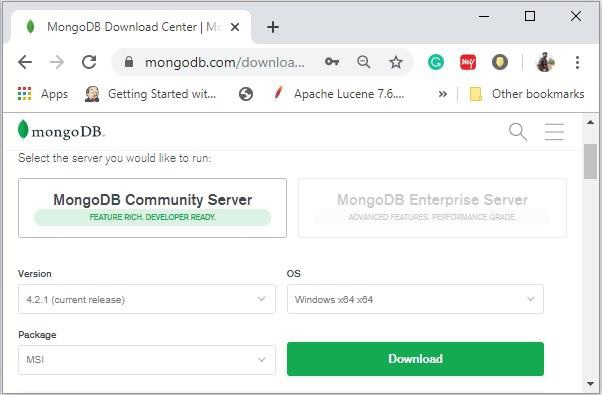 MongoDB Download Center | Mo
mongodb.com/downloa...
Apps Getting Started wit... Apache Lucene 7.6.... » Other bookmarks
mongoDB.
Select the server you would like to run:
MongoDB Community Server MongoDB Enterprise Server
FEATURE RICH. DEVELOPER READY. ADVANCED FEATURES. PERFORMANCE GRADE.
Version OS
4.2.1 (current release) Windows x64 x64
Package
MSI Download